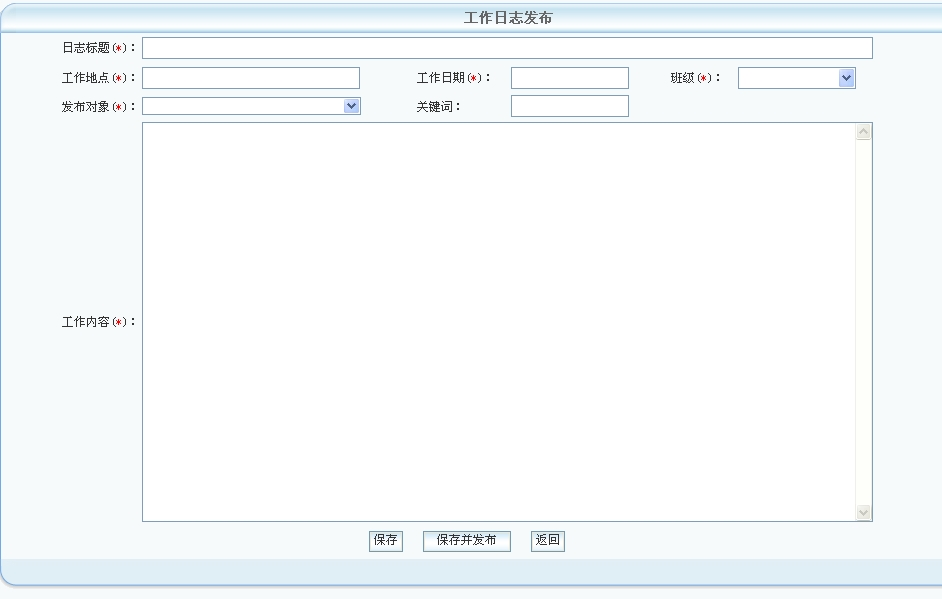 工作日志发布
日志标题(*)：
工作地点(*)： 工作日期(*)： 班级(*)：
发布对象(*)： 关键词：
工作内容(*)：
保存 保存并发布 返回